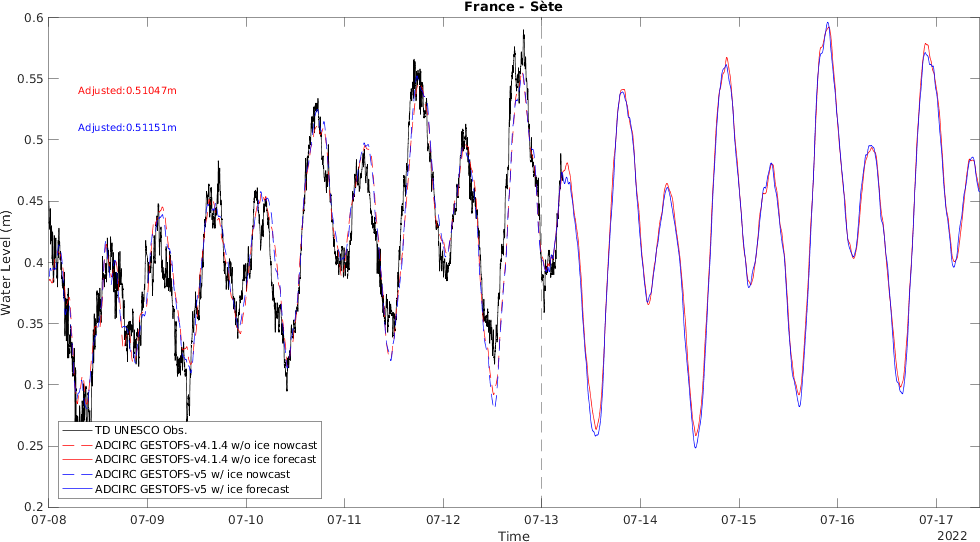 France - Sète
0.6
0.55
0.5
0.45
0.4
0.35
0.3
0.25
0.2
Water Level (m)
Adjusted:0.51047m
Adjusted:0.51151m
TD UNESCO Obs.
ADCIRC GESTOFS-v4.1.4 w/o ice nowcast
ADCIRC GESTOFS-v4.1.4 w/o ice forecast
ADCIRC GESTOFS-v5 w/ ice nowcast
ADCIRC GESTOFS-v5 w/ ice forecast
07-08 07-09 07-10 07-11 07-12 07-13 07-14 07-15 07-16 07-17
Time
2022